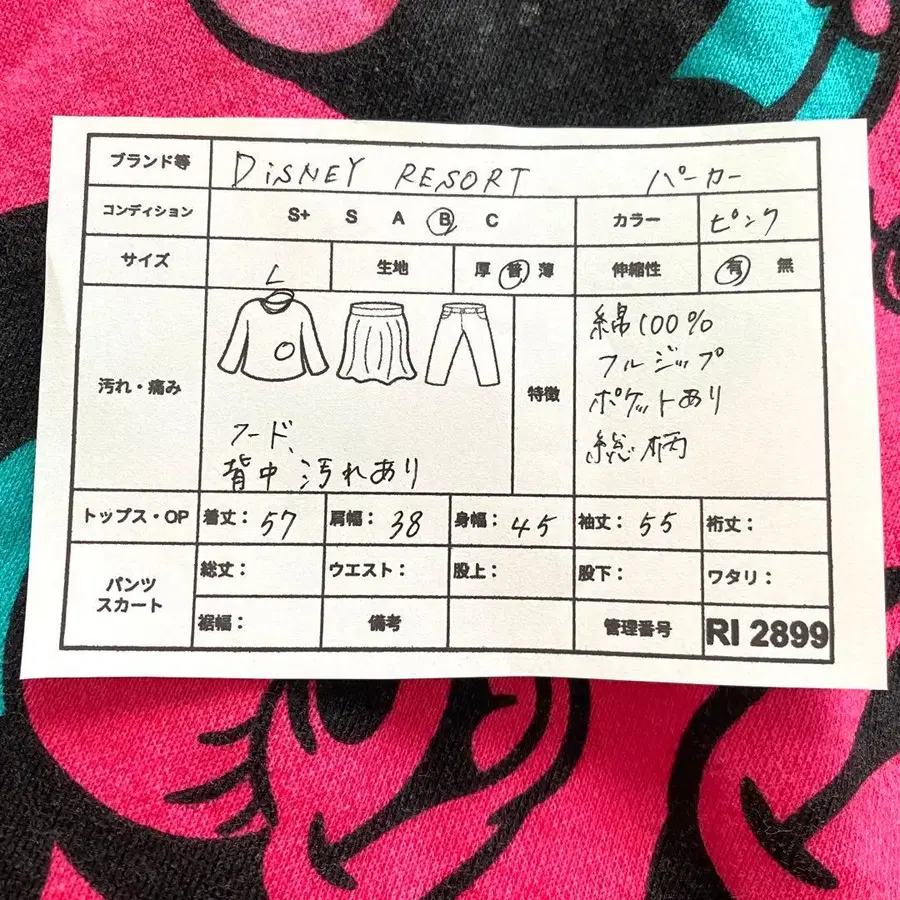 ブランド等 DiSNEY RESORT パーカー
コンディション S+ S A B C カラー ピンク
サイズ L 生地 厚 普 薄 伸縮性 有 無
汚れ・痛み
フード、
背中 汚れあり
特徴
綿100%
フルジップ
ポケットあり
総柄
トップス・OP 着丈：57 肩幅：38 身幅：45 袖丈：55 裄丈：
パンツ
スカート
総丈： ウエスト： 股上： 股下： ワタリ：
裾幅： 備考 管理番号 RI 2899